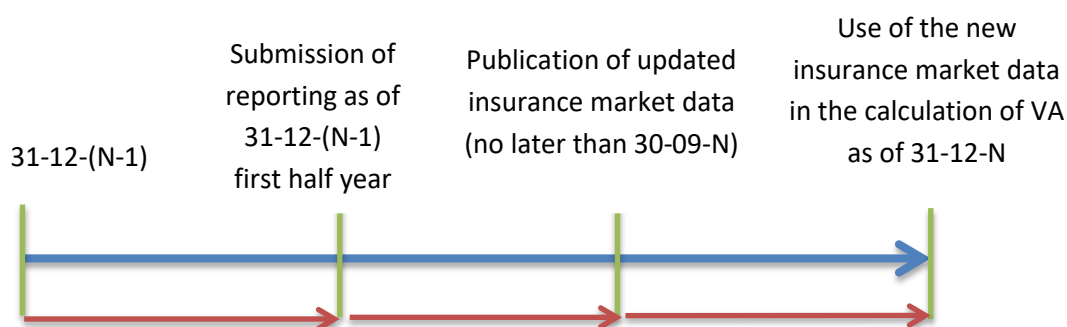 31-12-(N-1)
Submission of
reporting as of
31-12-(N-1)
first half year
Publication of updated
insurance market data
(no later than 30-09-N)
Use of the new
insurance market data
in the calculation of VA
as of 31-12-N